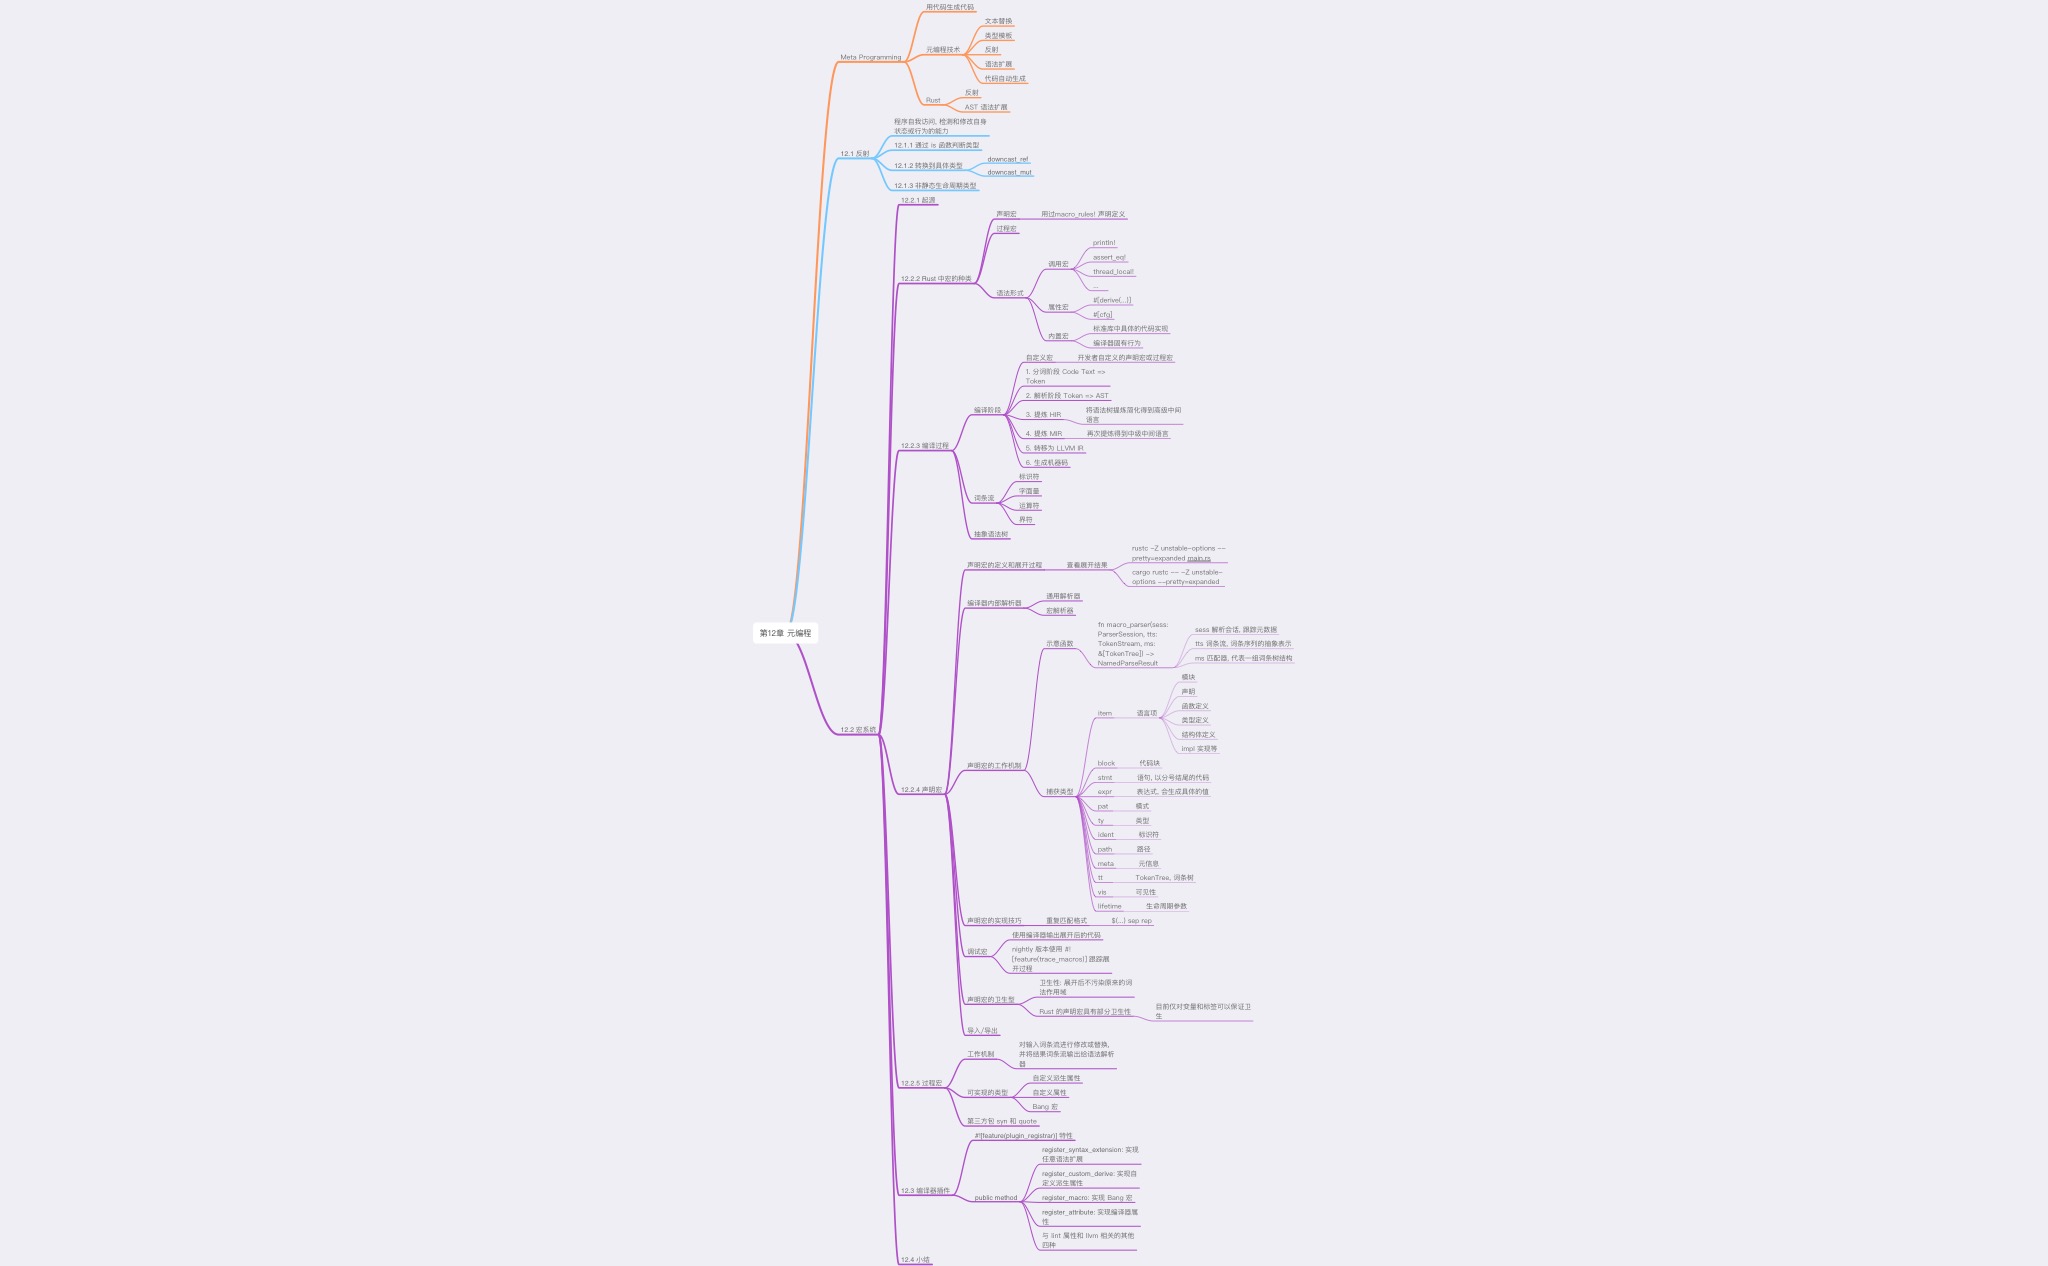 用代码生成代码
文本替换
类型模板
元编程技术
反射
语法扩展
代码自动生成
Meta Programming
反射
Rust
AST 语法扩展
程序自我访问, 检测和修改自身
状态或行为的能力
12.1.1 通过 is 函数判断类型
12.1 反射
downcast_ref
12.1.2 转换到具体类型
downcast_mut
12.1.3 非静态生命周期类型
12.2.1 起源
声明宏
用过macro_rules! 声明定义
过程宏
println!
assert_eq!
调用宏
thread_local!
...
12.2.2 Rust 中宏的种类
语法形式
#[derive(...)]
属性宏
#[cfg]
标准库中具体的代码实现
内置宏
编译器固有行为
自定义宏
开发者自定义的声明宏或过程宏
1. 分词阶段 Code Text =>
Token
2. 解析阶段 Token => AST
编译阶段
3. 提炼 HIR
将语法树提炼简化得到高级中间
语言
4. 提炼 MIR
再次提炼得到中级中间语言
5. 转移为 LLVM IR
6. 生成机器码
12.2.3 编译过程
标识符
字面量
词条流
运算符
界符
抽象语法树
rustc -Z unstable-options --
pretty=expanded main.rs
声明宏的定义和展开过程
查看展开结果
cargo rustc -- -Z unstable-
options --pretty=expanded
通用解析器
编译器内部解析器
宏解析器
第12章 元编程
示意函数
fn macro_parser(sess:
ParserSession, tts:
TokenStream, ms:
&[TokenTree]) ->
NamedParseResult
sess 解析会话, 跟踪元数据
tts 词条流, 词条序列的抽象表示
ms 匹配器, 代表一组词条树结构
模块
声明
item
语言项
函数定义
类型定义
结构体定义
impl 实现等
12.2 宏系统
声明宏的工作机制
block
代码块
stmt
语句, 以分号结尾的代码
12.2.4 声明宏
捕获类型
expr
表达式, 会生成具体的值
pat
模式
ty
类型
ident
标识符
path
路径
meta
元信息
tt
TokenTree, 词条树
vis
可见性
lifetime
生命周期参数
声明宏的实现技巧
重复匹配格式
$(...) sep rep
使用编译器输出展开后的代码
调试宏
nightly 版本使用 #!
[feature(trace_macros)] 跟踪展
开过程
卫生性: 展开后不污染原来的词
法作用域
声明宏的卫生型
Rust 的声明宏具有部分卫生性
目前仅对变量和标签可以保证卫
生
导入/导出
工作机制
对输入词条流进行修改或替换,
并将结果词条流输出给语法解析
器
12.2.5 过程宏
自定义派生属性
可实现的类型
自定义属性
Bang 宏
第三方包 syn 和 quote
#![feature(plugin_registrar)] 特性
register_syntax_extension: 实现
任意语法扩展
register_custom_derive: 实现自
定义派生属性
12.3 编译器插件
public method
register_macro: 实现 Bang 宏
register_attribute: 实现编译器属
性
与 lint 属性和 llvm 相关的其他
四种
12.4 小结